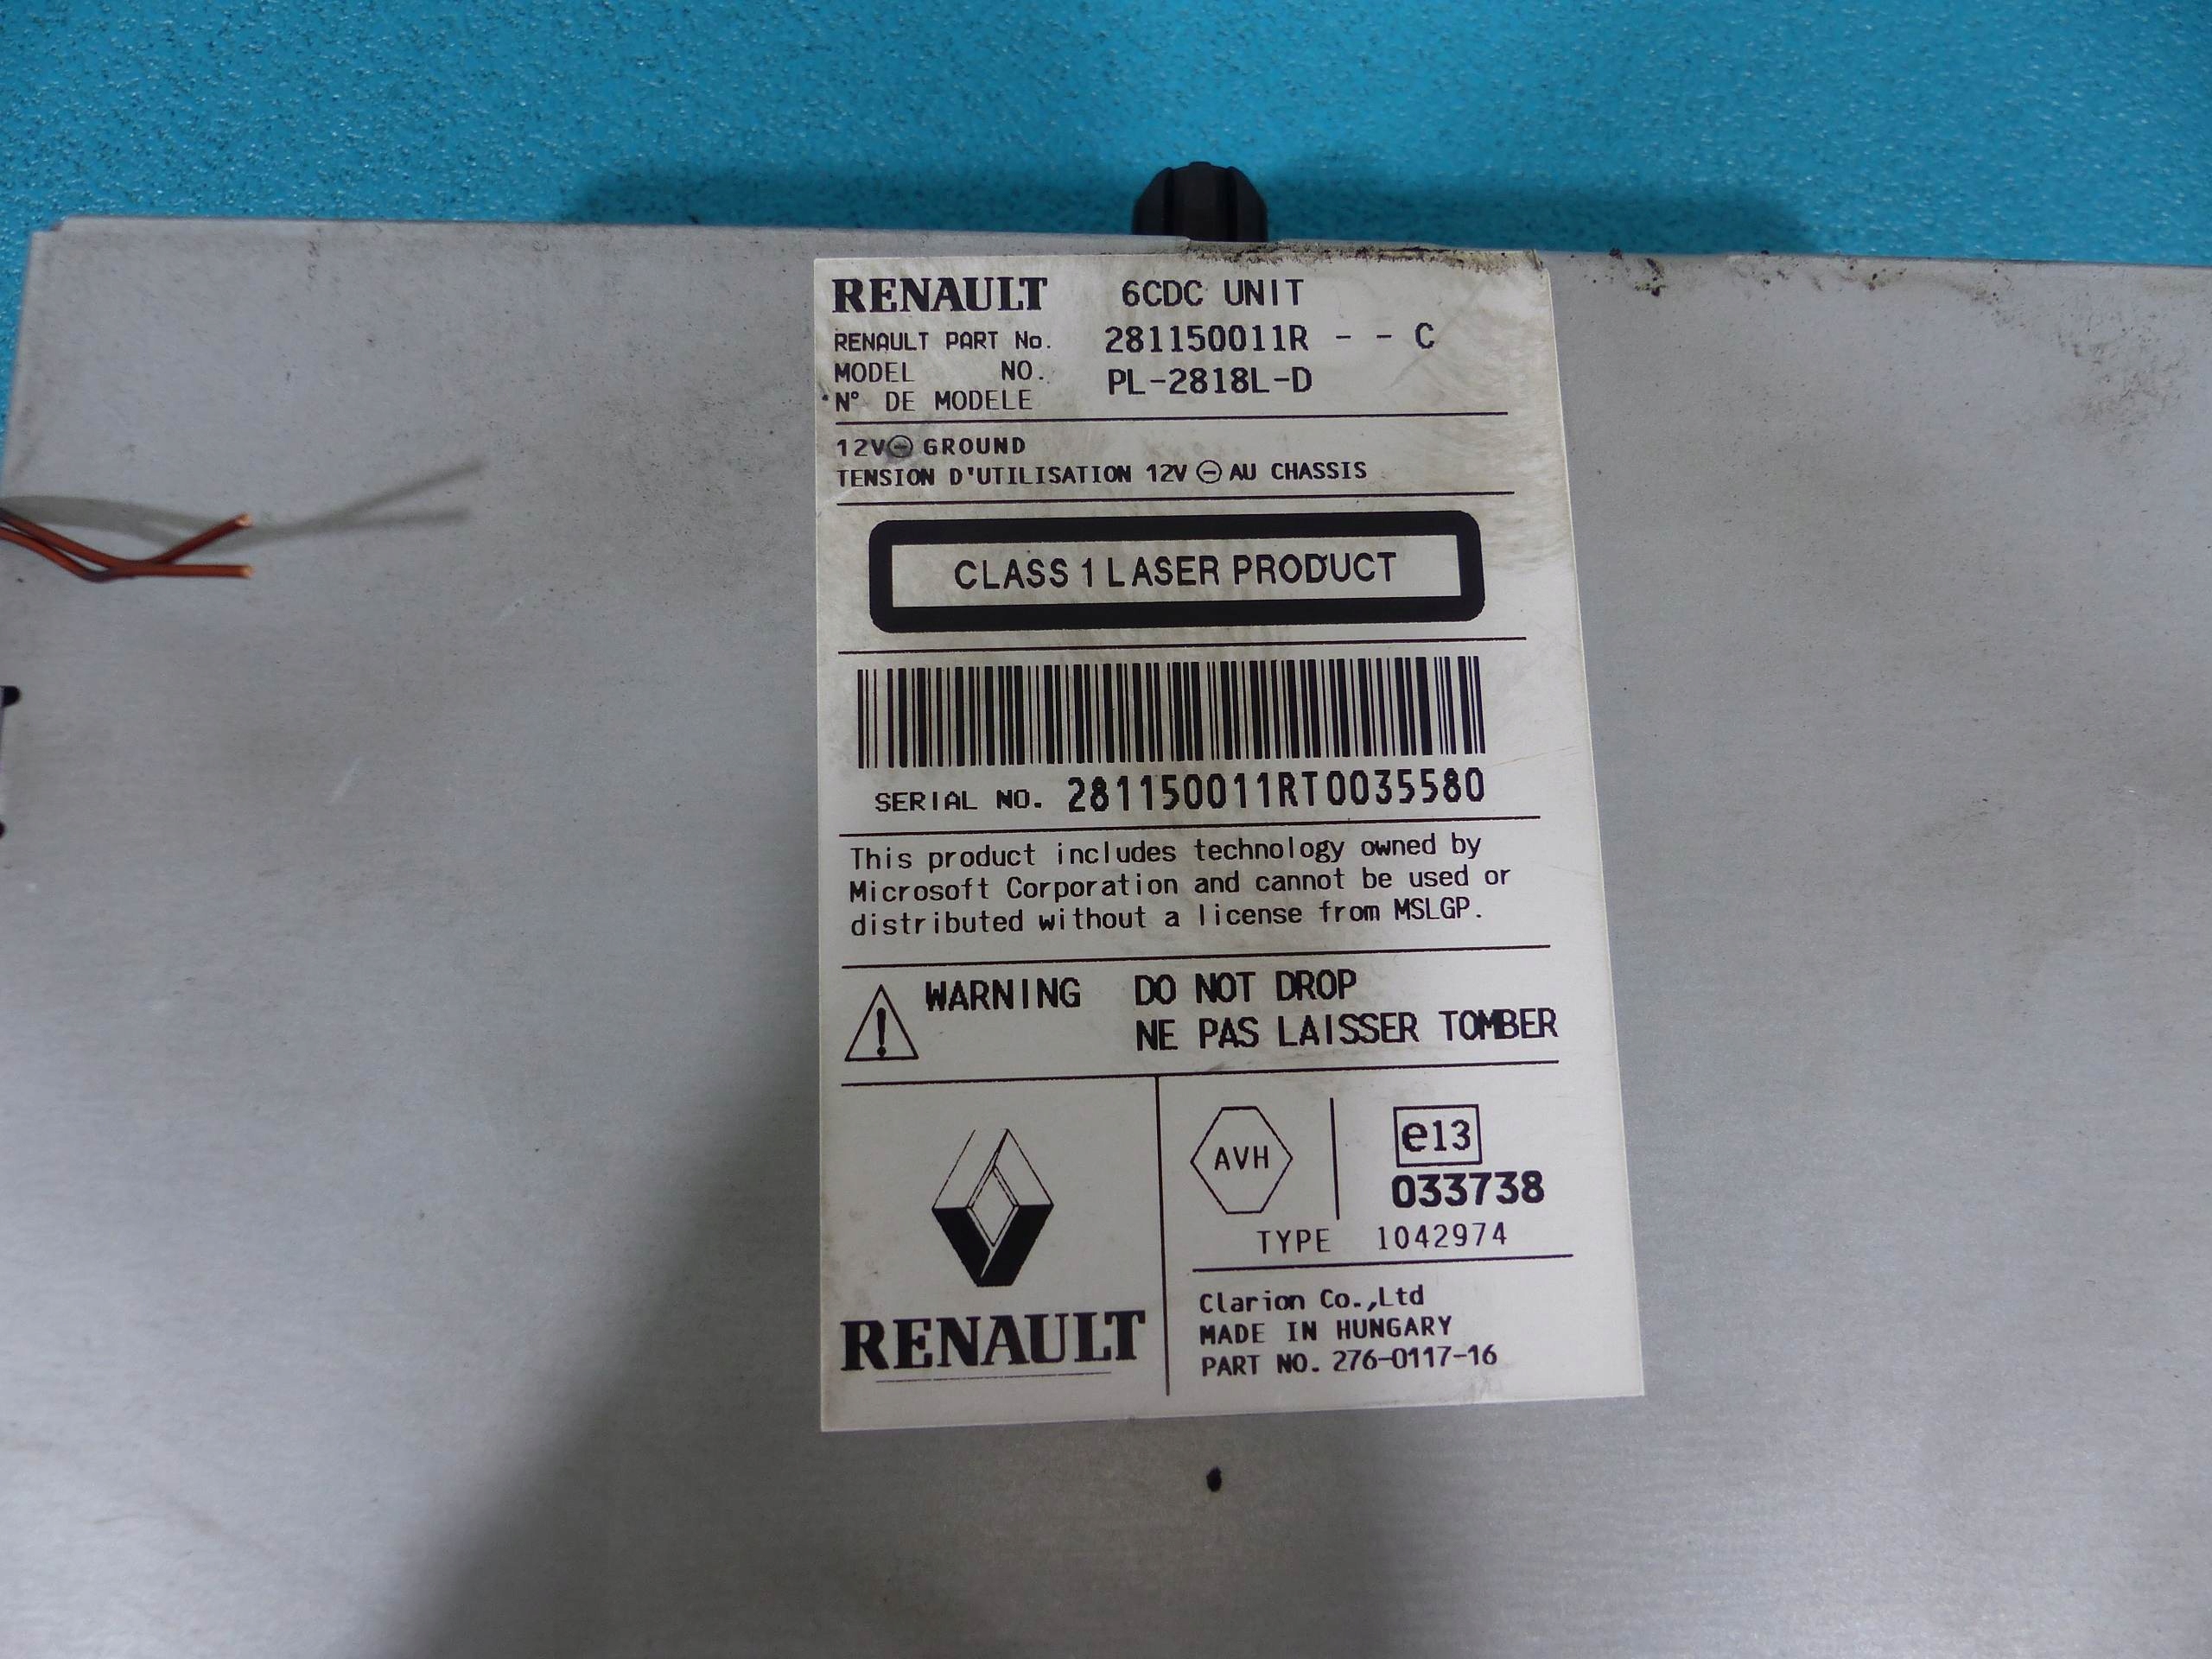 RENAULT 6CDC UNIT
RENAULT PART No. 281150011R - - C
MODEL NO. PL-2818L-D
N° DE MODELE
12V⊖ GROUND
TENSION D'UTILISATION 12V ⊖ AU CHASSIS
CLASS 1 LASER PRODUCT
SERIAL NO. 281150011RT0035580
This product includes technology owned by
Microsoft Corporation and cannot be used or
distributed without a license from MSLGP.
WARNING DO NOT DROP
NE PAS LAISSER TOMBER
AVH e13
033738
TYPE 1042974
RENAULT
Clarion Co.,Ltd
MADE IN HUNGARY
PART NO. 276-0117-16